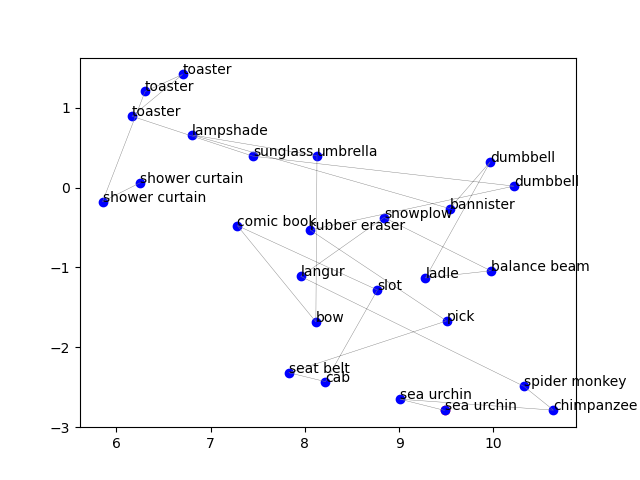 toaster
toaster
toaster
lampshade
sunglass
umbrella
dumbbell
dumbbell
shower curtain
shower curtain
bannister
snowplow
comic book
rubber eraser
langur
slot
ladle
balance beam
bow
pick
seat belt
cab
spider monkey
sea urchin
sea urchin
chimpanzee
1
0
−1
−2
−3
6 7 8 9 10